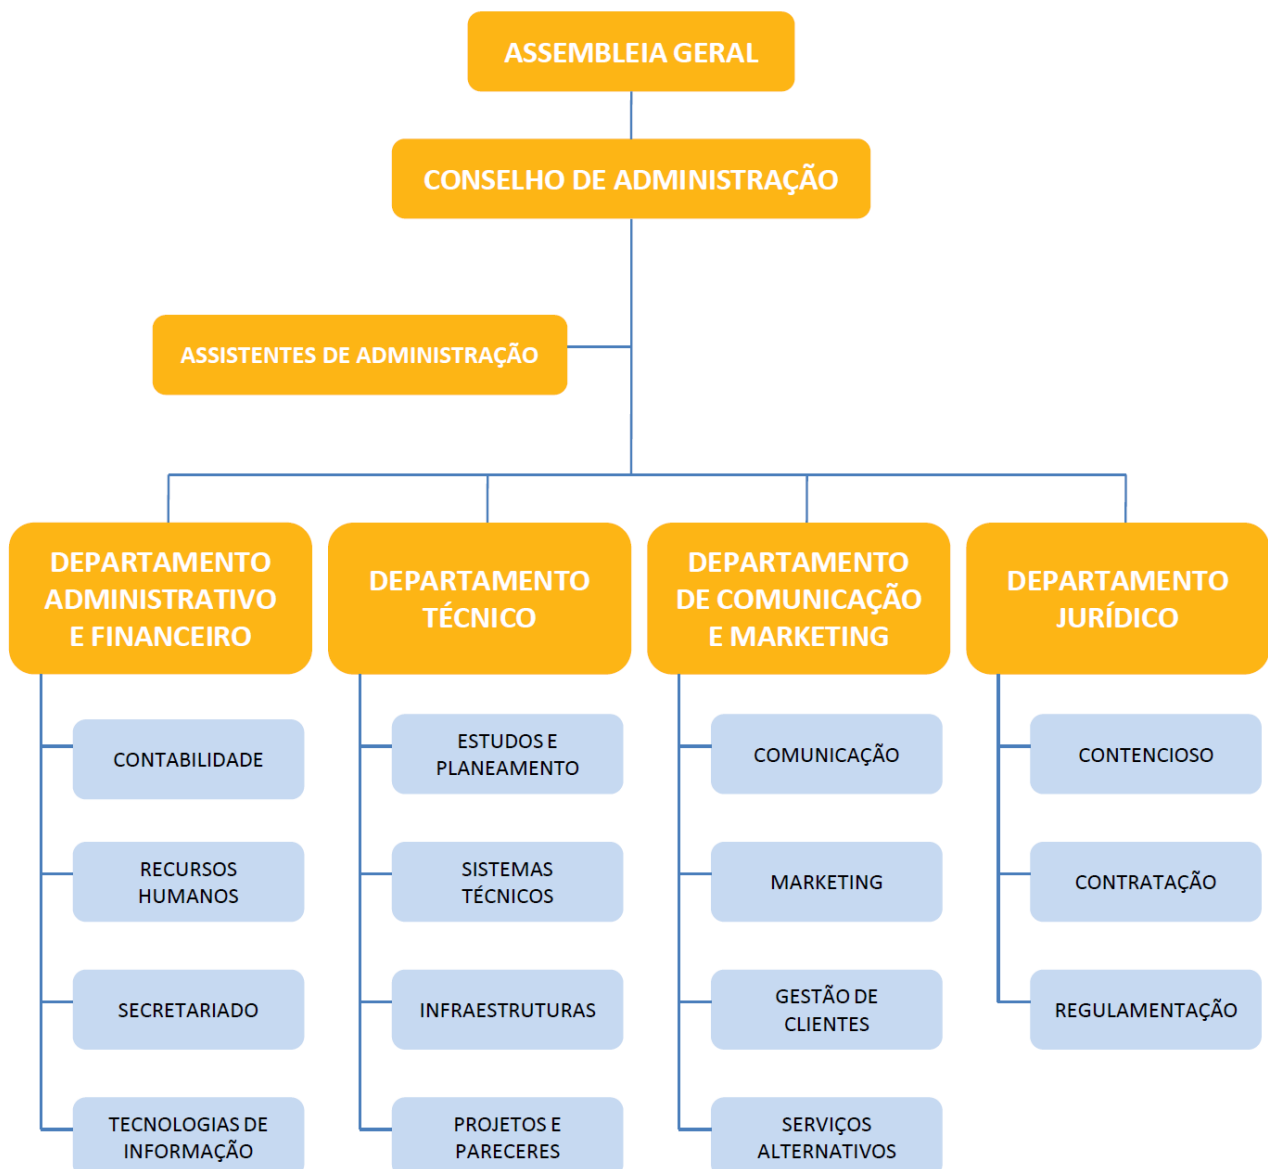 ASSEMBLEIA GERAL
CONSELHO DE ADMINISTRAÇÃO
ASSISTENTES DE ADMINISTRAÇÃO
DEPARTAMENTO
ADMINISTRATIVO
E FINANCEIRO
CONTABILIDADE
RECURSOS
HUMANOS
SECRETARIADO
TECNOLOGIAS DE
INFORMAÇÃO
DEPARTAMENTO
TÉCNICO
ESTUDOS E
PLANEAMENTO
SISTEMAS
TÉCNICOS
INFRAESTRUTURAS
PROJETOS E
PARECERES
DEPARTAMENTO
DE COMUNICAÇÃO
E MARKETING
COMUNICAÇÃO
MARKETING
GESTÃO DE
CLIENTES
SERVIÇOS
ALTERNATIVOS
DEPARTAMENTO
JURÍDICO
CONTENCIOSO
CONTRATAÇÃO
REGULAMENTAÇÃO